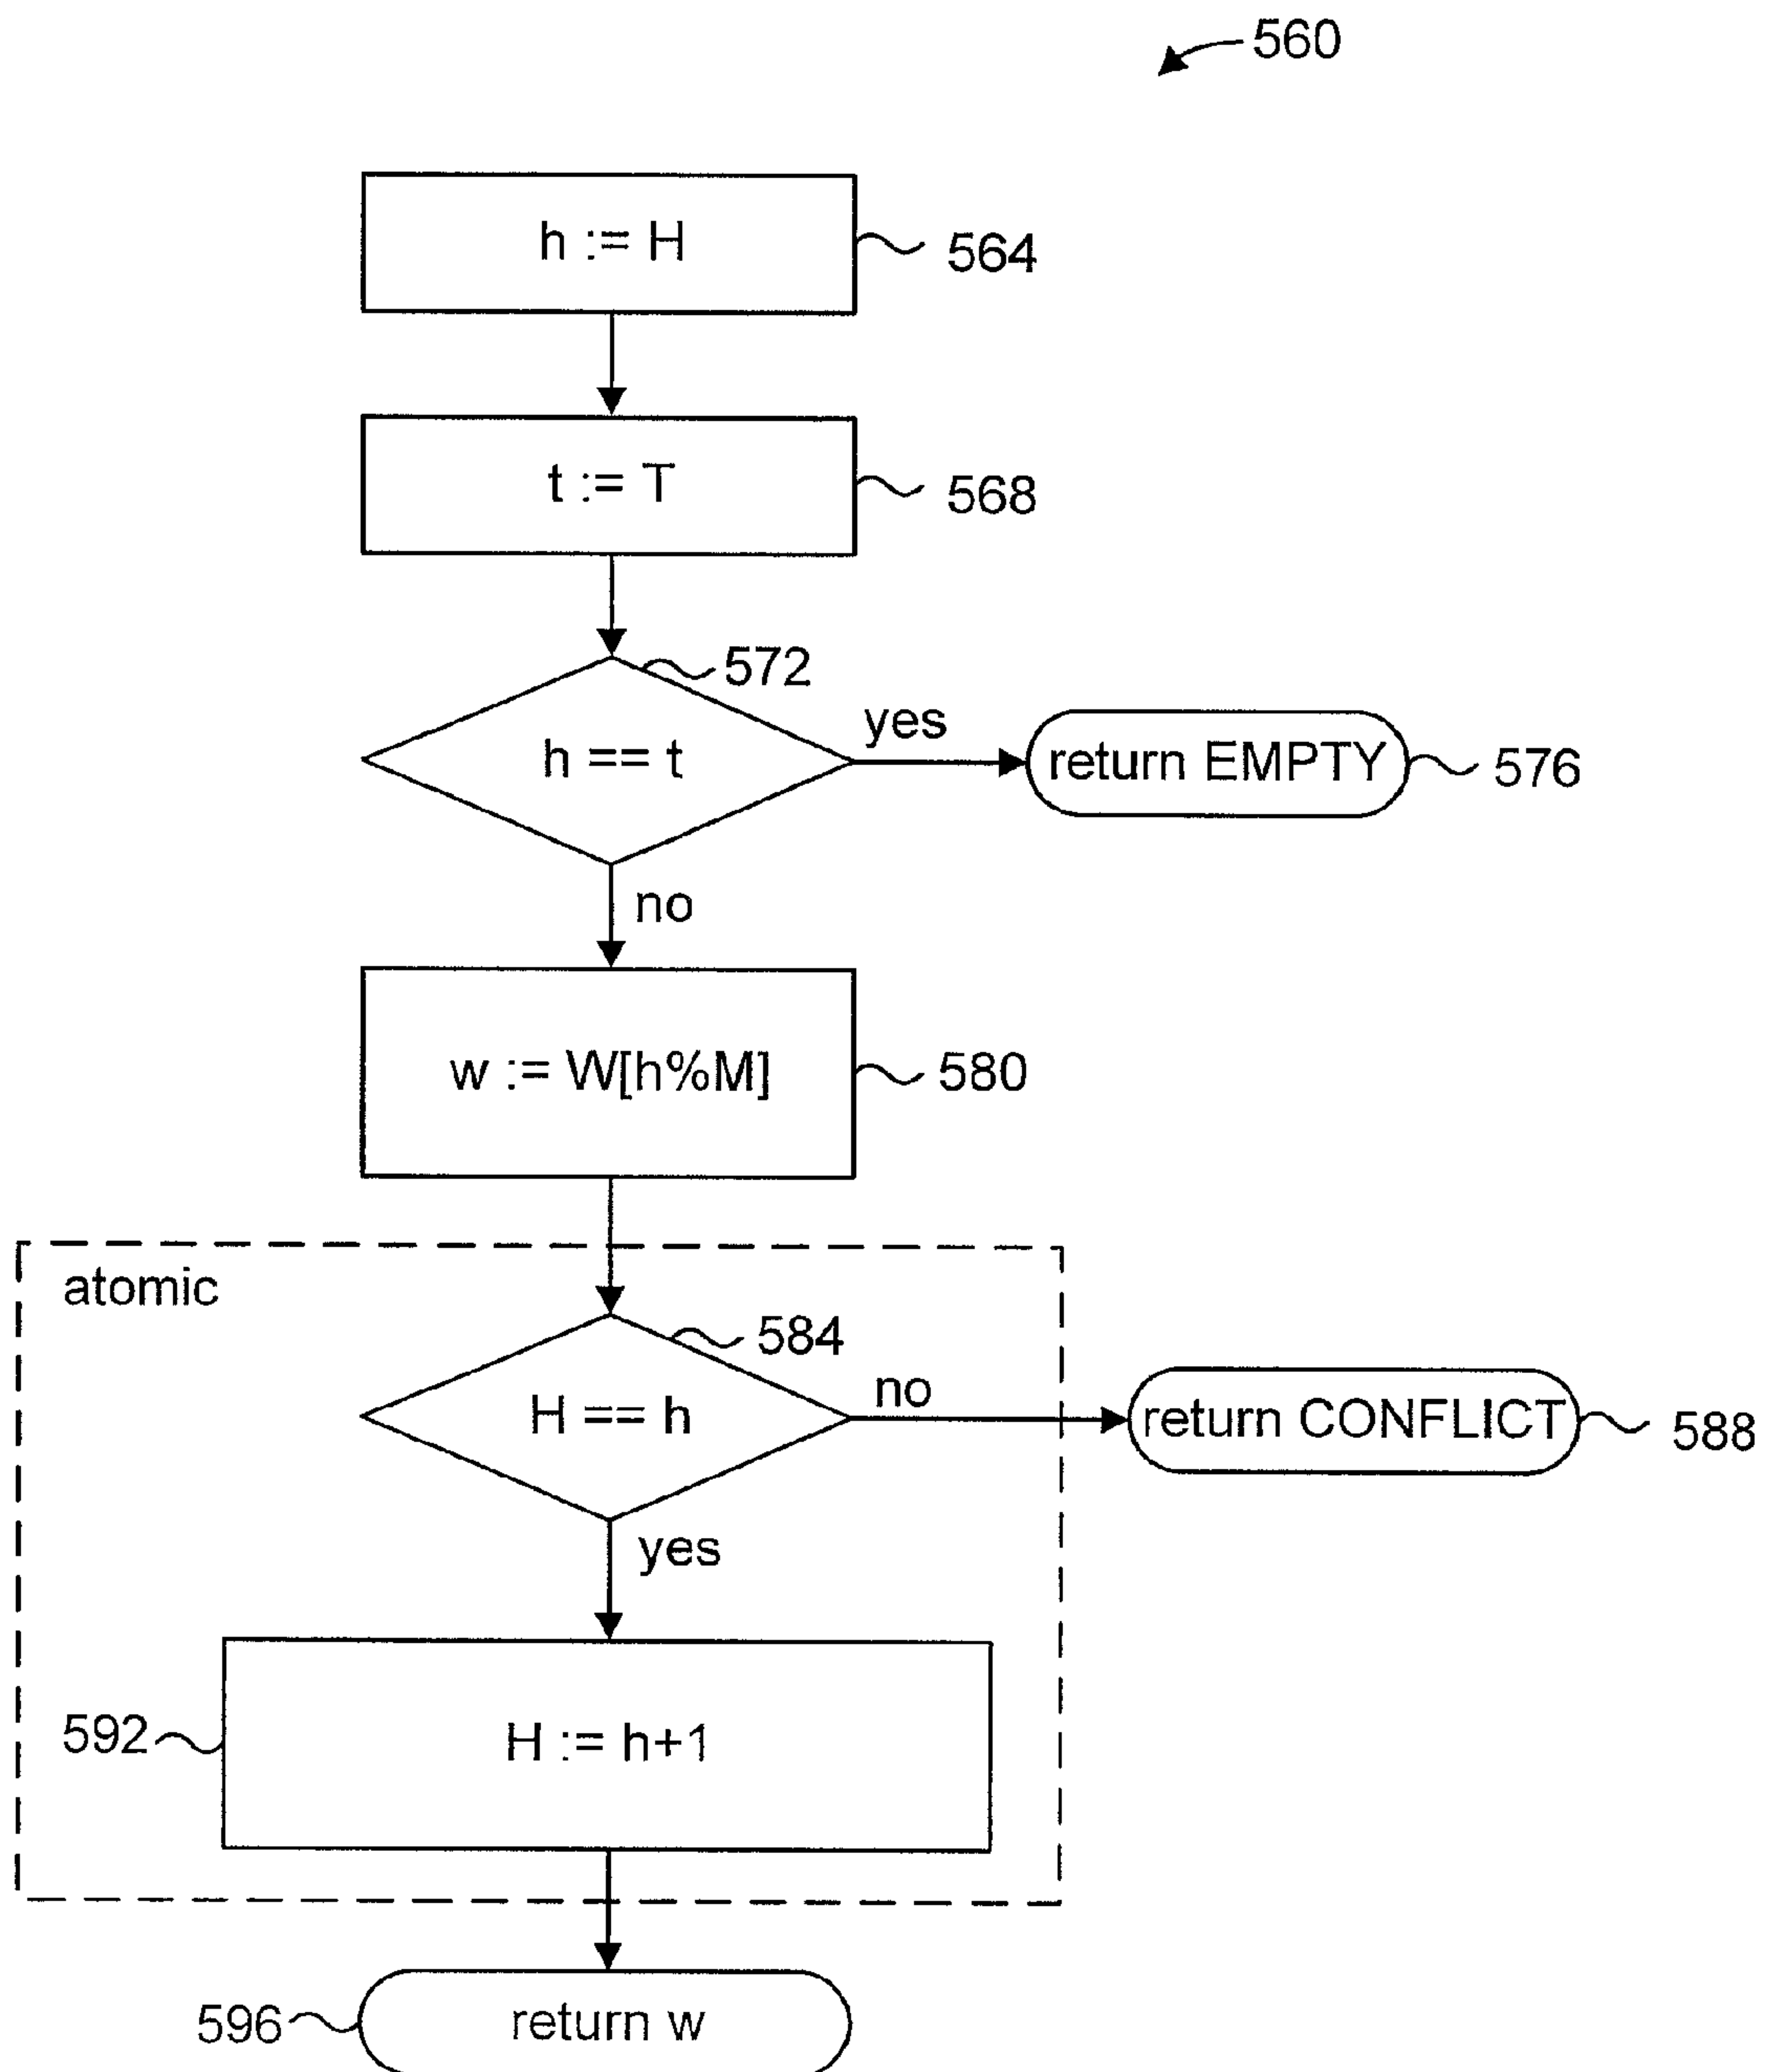 560
h := H
564
t := T
568
572
h == t
yes
return EMPTY
576
no
w := W[h%M]
580
atomic
584
H == h
no
return CONFLICT
588
yes
592
H := h+1
596
return w